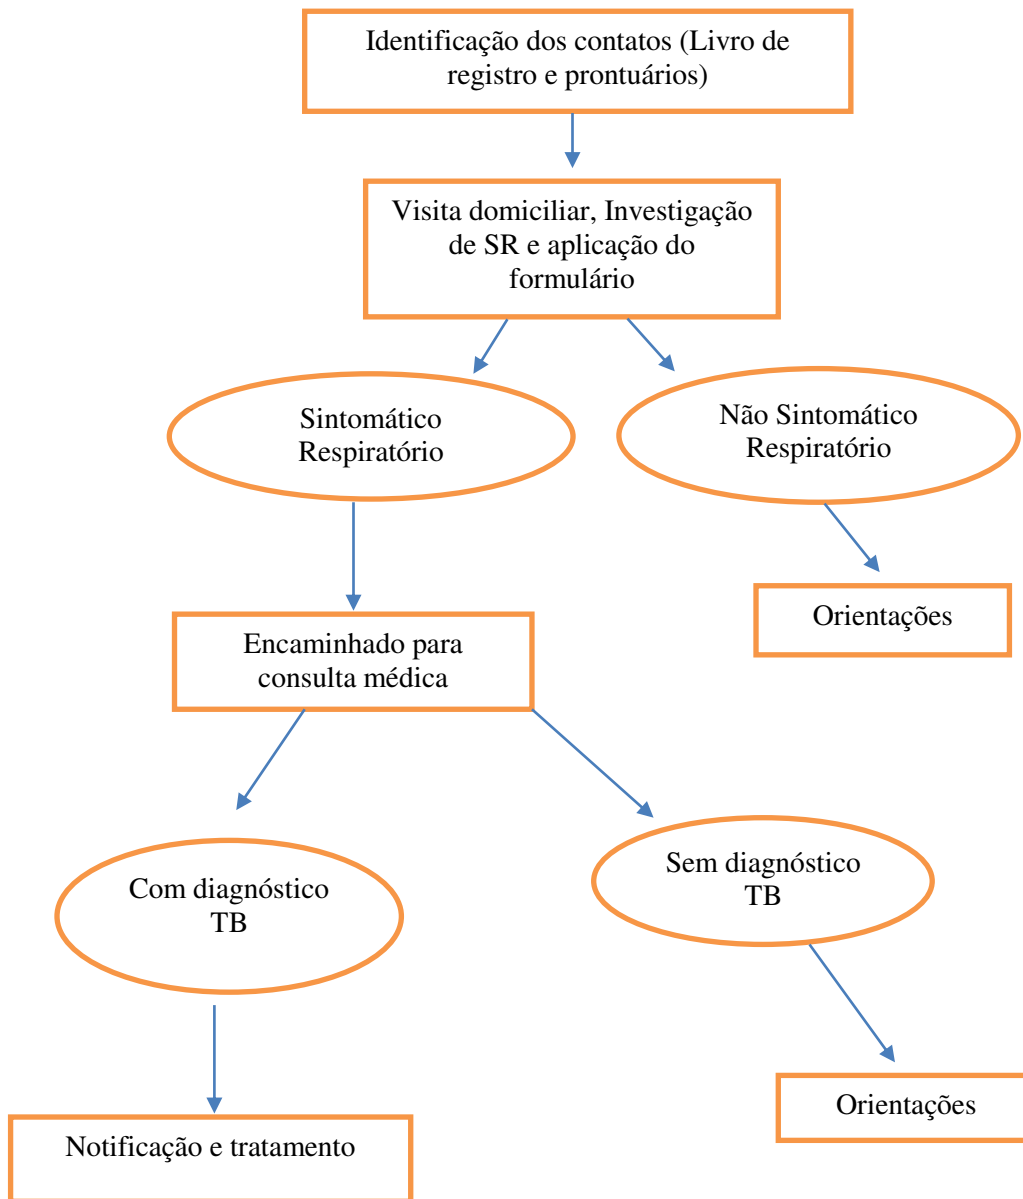 Identificação dos contatos (Livro de
registro e prontuários)
Visita domiciliar, Investigação
de SR e aplicação do
formulário
Sintomático
Respiratório
Não Sintomático
Respiratório
Orientações
Encaminhado para
consulta médica
Com diagnóstico
TB
Sem diagnóstico
TB
Orientações
Notificação e tratamento